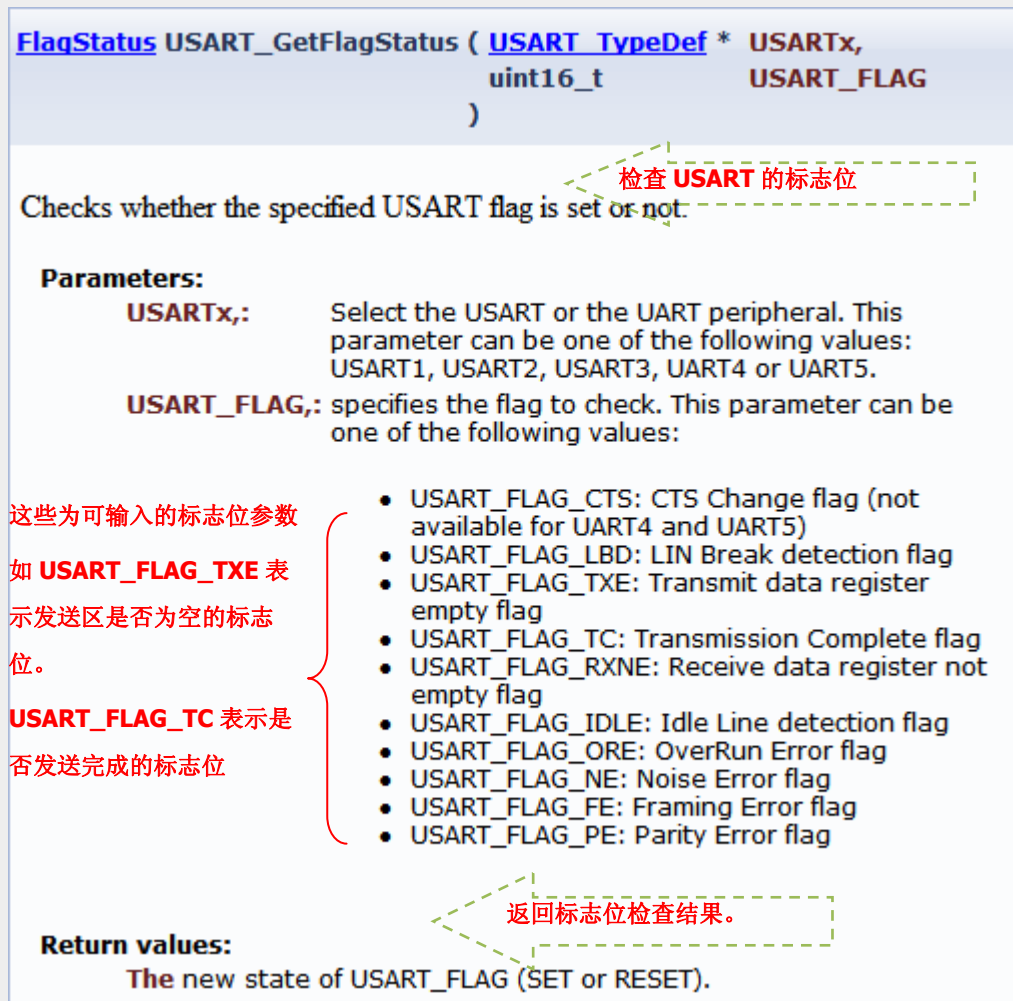 FlagStatus USART_GetFlagStatus ( USART_TypeDef * USARTx,
uint16_t USART_FLAG
)
检查 USART 的标志位
Checks whether the specified USART flag is set or not.
Parameters:
USARTx,: Select the USART or the UART peripheral. This
parameter can be one of the following values:
USART1, USART2, USART3, UART4 or UART5.
USART_FLAG,: specifies the flag to check. This parameter can be
one of the following values:
这些为可输入的标志位参数
如 USART_FLAG_TXE 表
示发送区是否为空的标志
位。
USART_FLAG_TC 表示是
否发送完成的标志位
• USART_FLAG_CTS: CTS Change flag (not
available for UART4 and UART5)
• USART_FLAG_LBD: LIN Break detection flag
• USART_FLAG_TXE: Transmit data register
empty flag
• USART_FLAG_TC: Transmission Complete flag
• USART_FLAG_RXNE: Receive data register not
empty flag
• USART_FLAG_IDLE: Idle Line detection flag
• USART_FLAG_ORE: OverRun Error flag
• USART_FLAG_NE: Noise Error flag
• USART_FLAG_FE: Framing Error flag
• USART_FLAG_PE: Parity Error flag
返回标志位检查结果。
Return values:
The new state of USART_FLAG (SET or RESET).